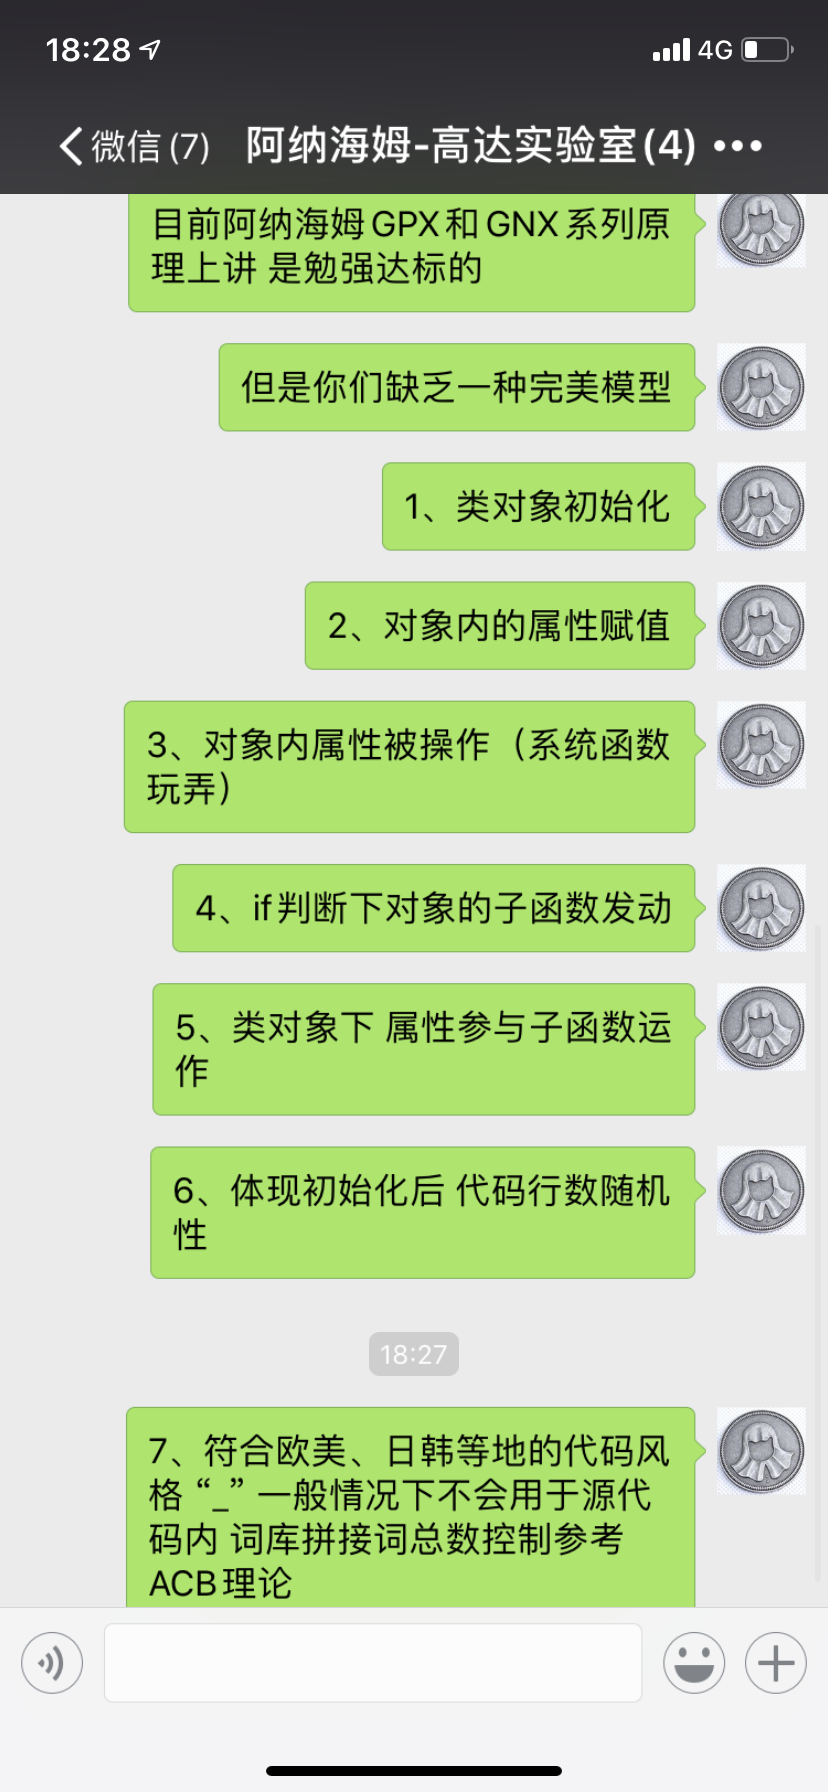 18:28
4G
微信(7)
阿纳海姆-高达实验室(4)
目前阿纳海姆GPX和GNX系列原
理上讲 是勉强达标的
但是你们缺乏一种完美模型
1、类对象初始化
2、对象内的属性赋值
3、对象内属性被操作（系统函数
玩弄）
4、if判断下对象的子函数发动
5、类对象下 属性参与子函数运
作
6、体现初始化后 代码行数随机
性
18:27
7、符合欧美、日韩等地的代码风
格 “_” 一般情况下不会用于源代
码内 词库拼接词总数控制参考
ACB理论